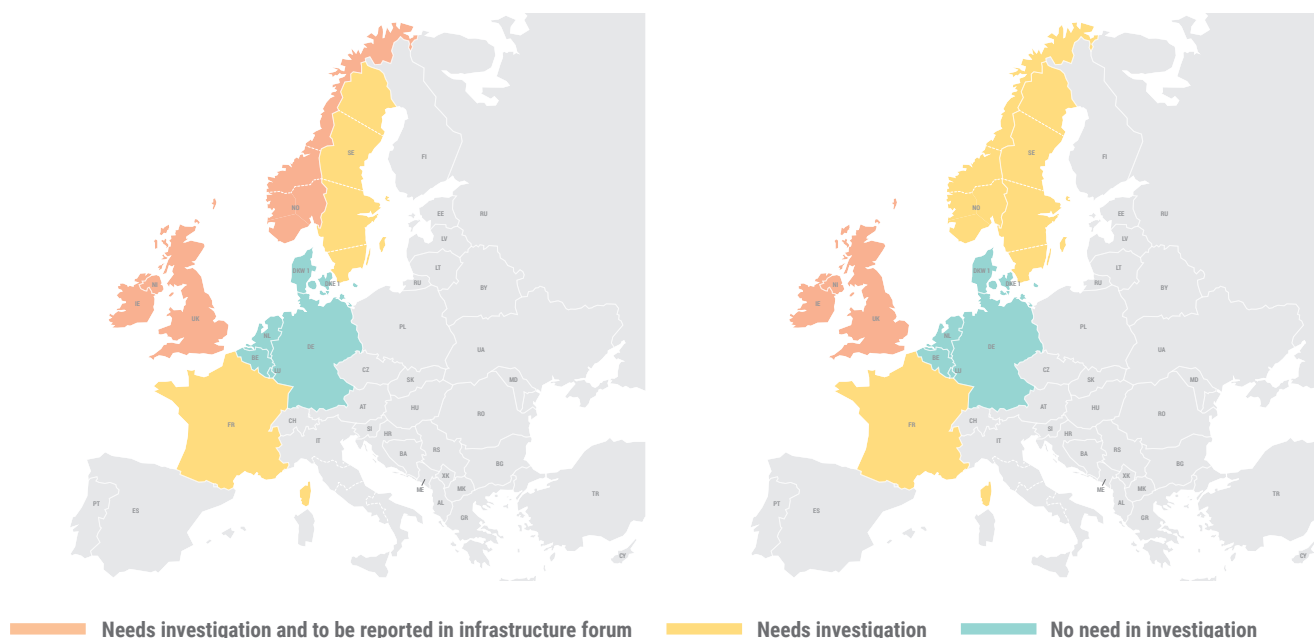 FI
SE
NO
EE
RU
LV
LT
RU
BY
DKW 1
DKE 1
NI
IE
UK
NL
BE
LU
DE
PL
UA
CZ
SK
MD
AT
HU
RO
CH
SI
HR
IT
FR
BA
RS
BG
XK
ME
MK
AL
GR
TR
PT
ES
CY
FI
SE
NO
EE
RU
LV
LT
RU
BY
DKW 1
DKE 1
NI
IE
UK
NL
BE
LU
DE
PL
UA
CZ
SK
MD
AT
HU
RO
CH
SI
HR
IT
FR
BA
RS
BG
XK
ME
MK
AL
GR
TR
PT
ES
CY
Needs investigation and to be reported in infrastructure forum
Needs investigation
No need in investigation